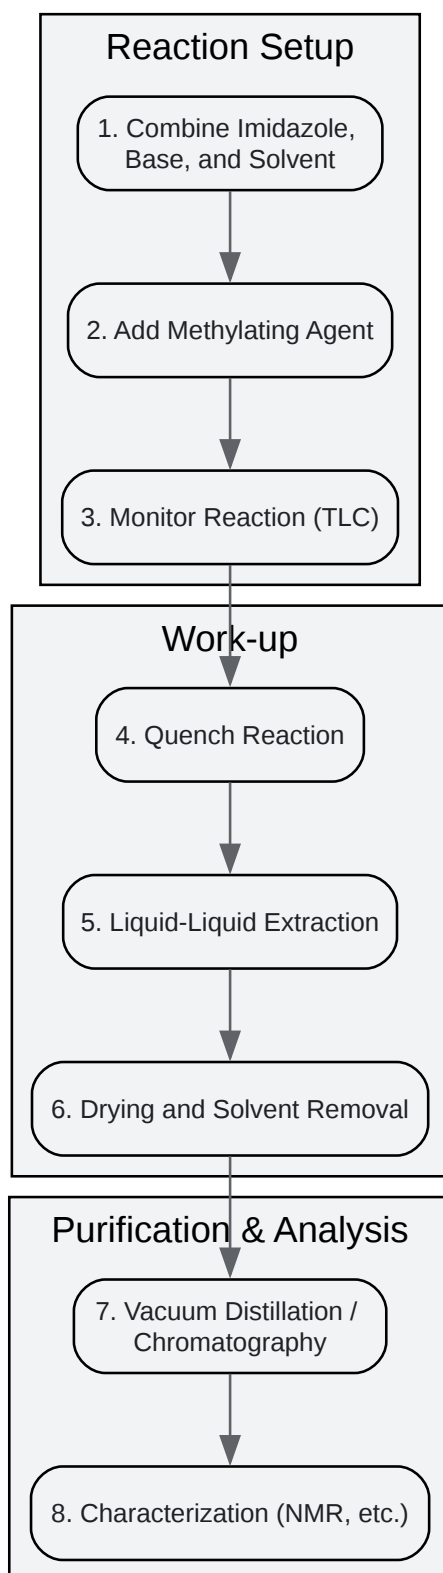 Reaction Setup
1. Combine Imidazole,
Base, and Solvent
2. Add Methylating Agent
3. Monitor Reaction (TLC)
Work-up
4. Quench Reaction
5. Liquid-Liquid Extraction
6. Drying and Solvent Removal
Purification & Analysis
7. Vacuum Distillation /
Chromatography
8. Characterization (NMR, etc.)